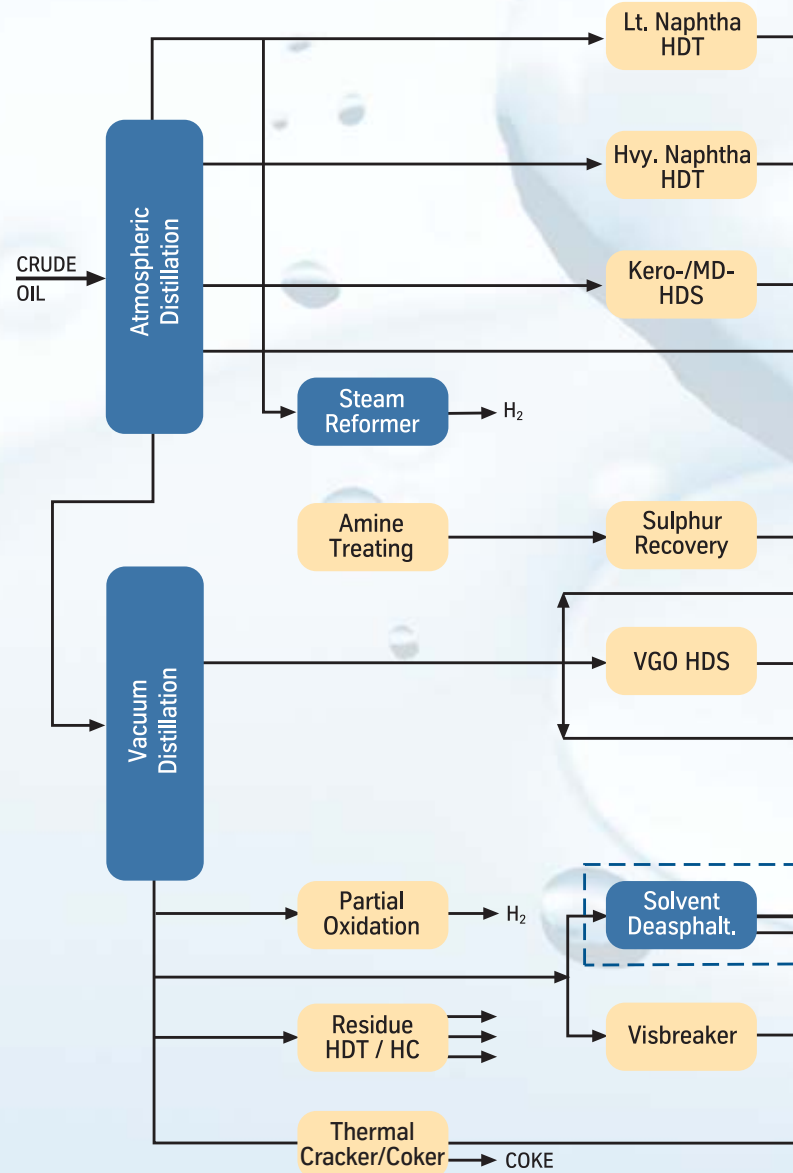 Lt. Naphtha
HDT
Hvy. Naphtha
HDT
CRUDE
OIL
Atmospheric
Distillation
Kero-/MD-
HDS
Steam
Reformer
H₂
Amine
Treating
Sulphur
Recovery
Vacuum
Distillation
VGO HDS
Partial
Oxidation
H₂
Solvent
Deasphalt.
Residue
HDT / HC
Visbreaker
Thermal
Cracker/Coker
COKE